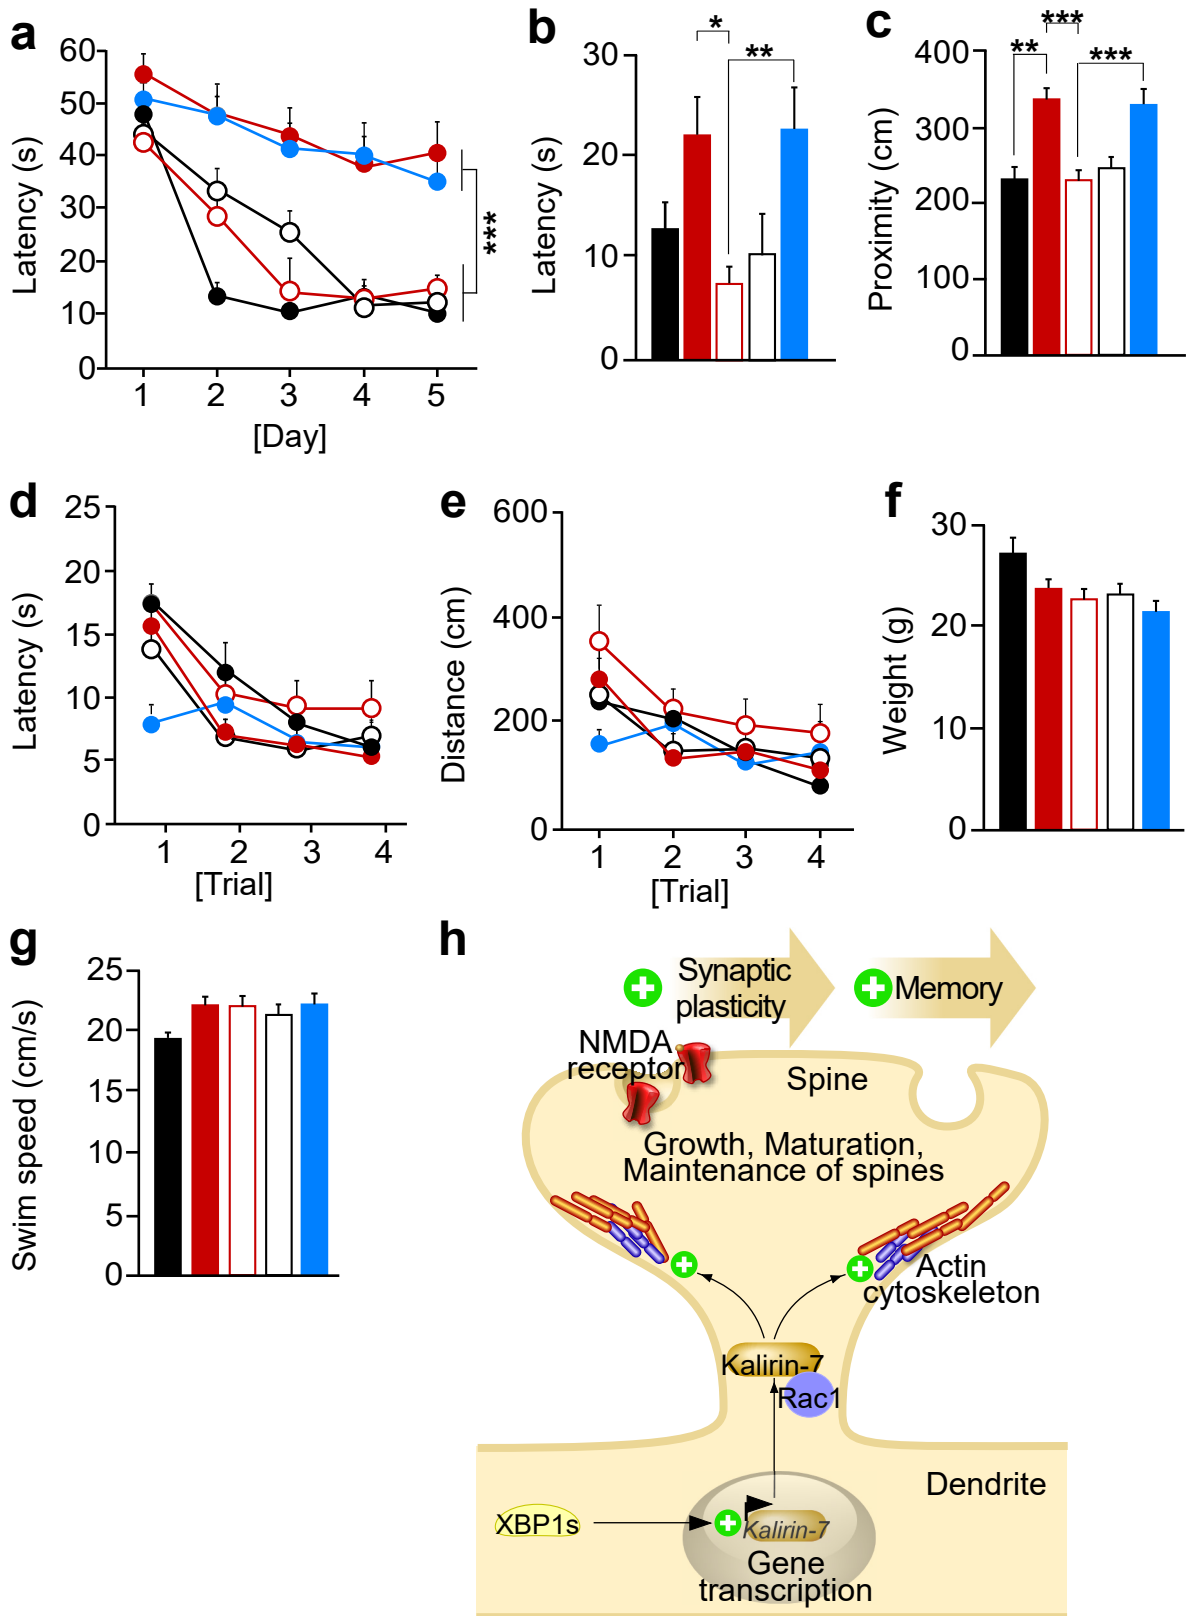 a
60
50
40
30
20
10
0
Latency (s)
1 2 3 4 5
[Day]
***
b
30
20
10
0
Latency (s)
*
**
c
400
300
200
100
0
Proximity (cm)
**
***
***
d
25
20
15
10
5
0
Latency (s)
1 2 3 4
[Trial]
e
600
400
200
0
Distance (cm)
1 2 3 4
[Trial]
f
30
20
10
0
Weight (g)
g
25
20
15
10
5
0
Swim speed (cm/s)
h
Synaptic
plasticity
Memory
NMDA
receptor
Spine
Growth, Maturation,
Maintenance of spines
Actin
cytoskeleton
Kalirin-7
Rac1
Dendrite
XBP1s
Kalirin-7
Gene
transcription